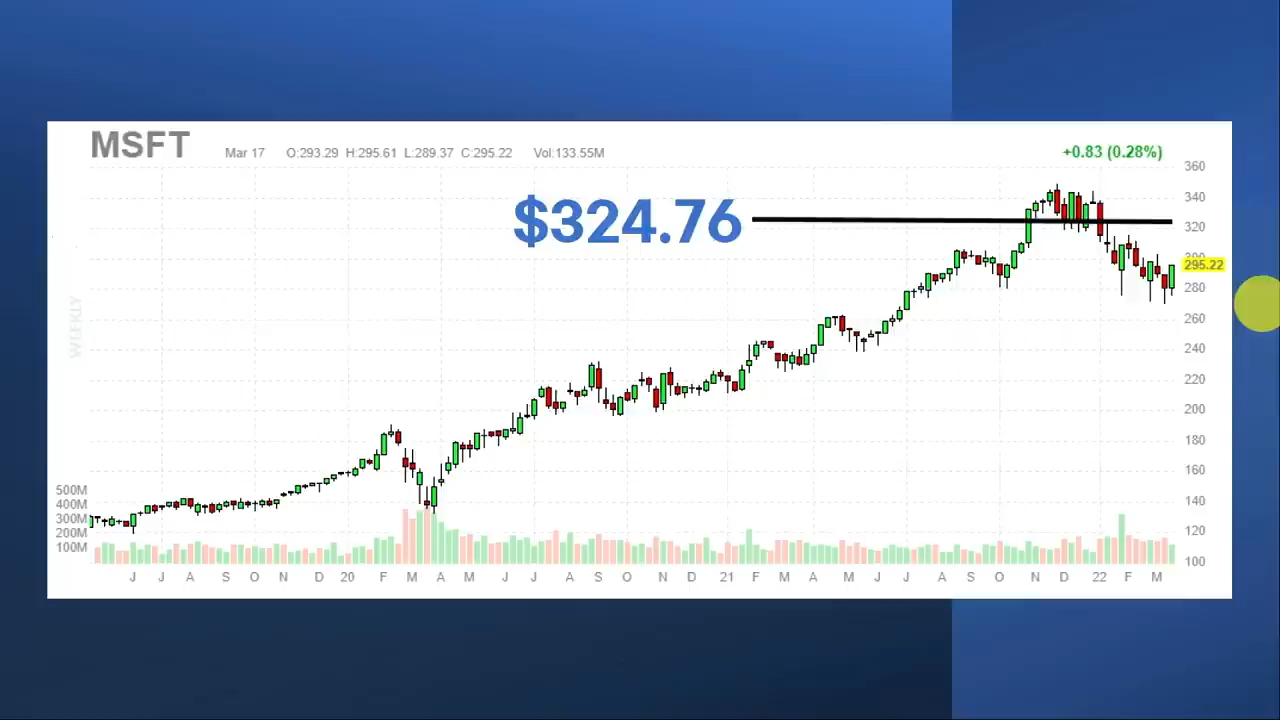 MSFT
Mar 17 O:293.29 H:295.61 L:289.37 C:295.22 Vol:133.55M
+0.83 (0.28%)
$324.76
360
340
320
300
295.22
280
260
240
220
200
180
160
140
120
100
WEEKLY
500M
400M
300M
200M
100M
J J A S O N D 20 F M A M J J A S O N D 21 F M A M J J A S O N D 22 F M